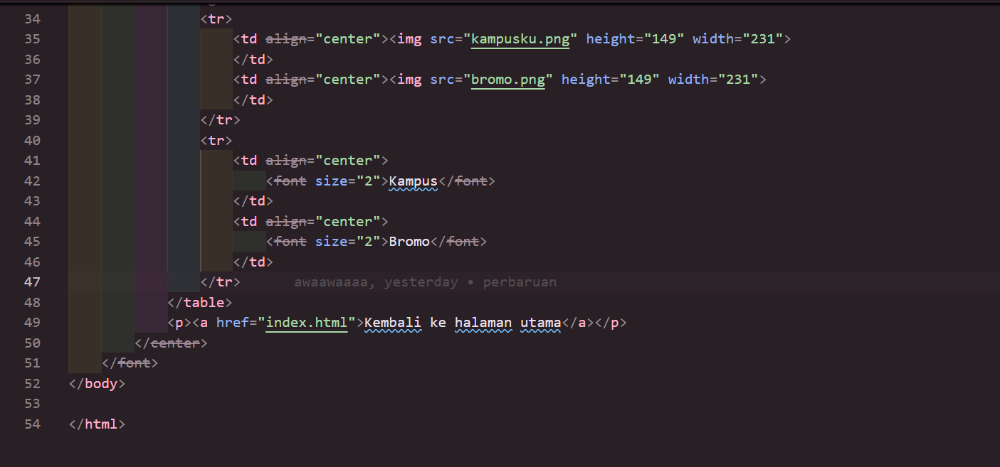 34 <tr>
35 <td align="center"><img src="kampusku.png" height="149" width="231">
36 </td>
37 <td align="center"><img src="bromo.png" height="149" width="231">
38 </td>
39 </tr>
40 <tr>
41 <td align="center">
42 <font size="2">Kampus</font>
43 </td>
44 <td align="center">
45 <font size="2">Bromo</font>
46 </td>
47 </tr> awaawaaaa, yesterday • perbaruan
48 </table>
49 <p><a href="index.html">Kembali ke halaman utama</a></p>
50 </center>
51 </font>
52 </body>
53
54 </html>